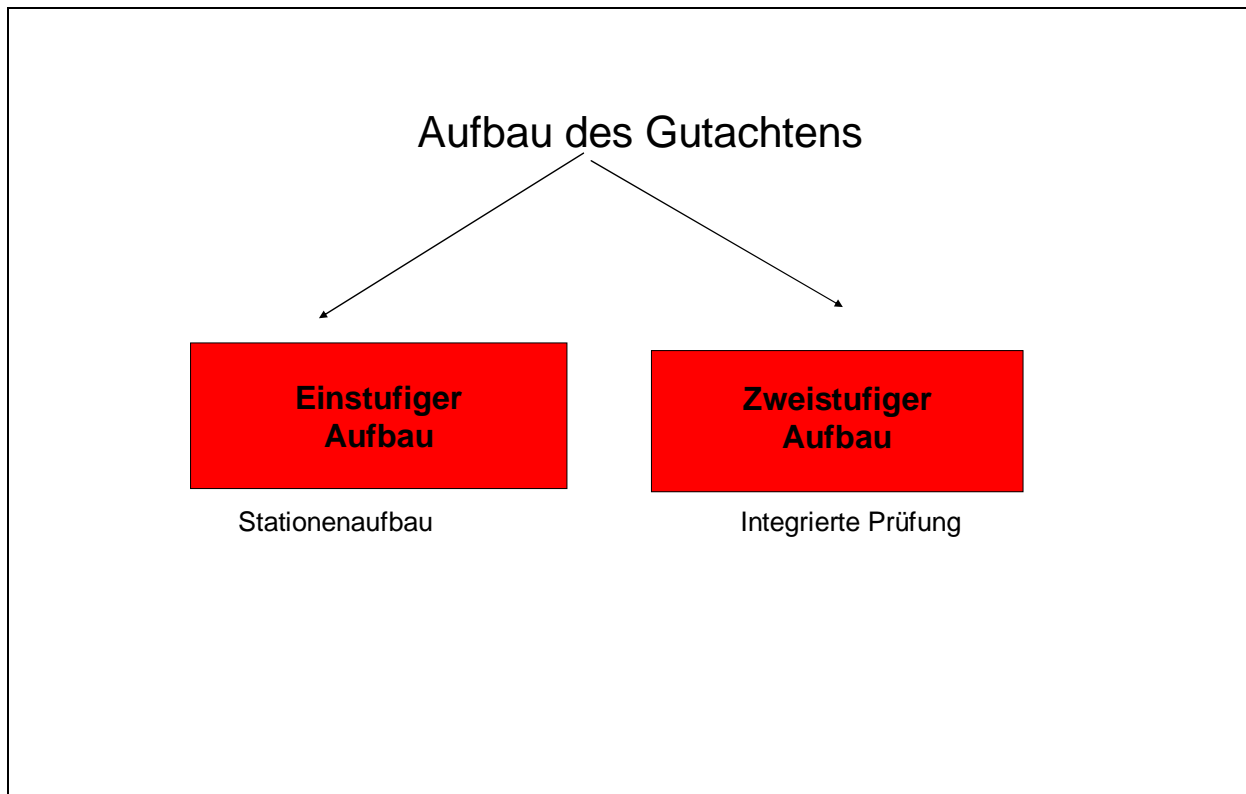 Aufbau des Gutachtens
Einstufiger
Aufbau
Zweistufiger
Aufbau
Stationenaufbau
Integrierte Prüfung